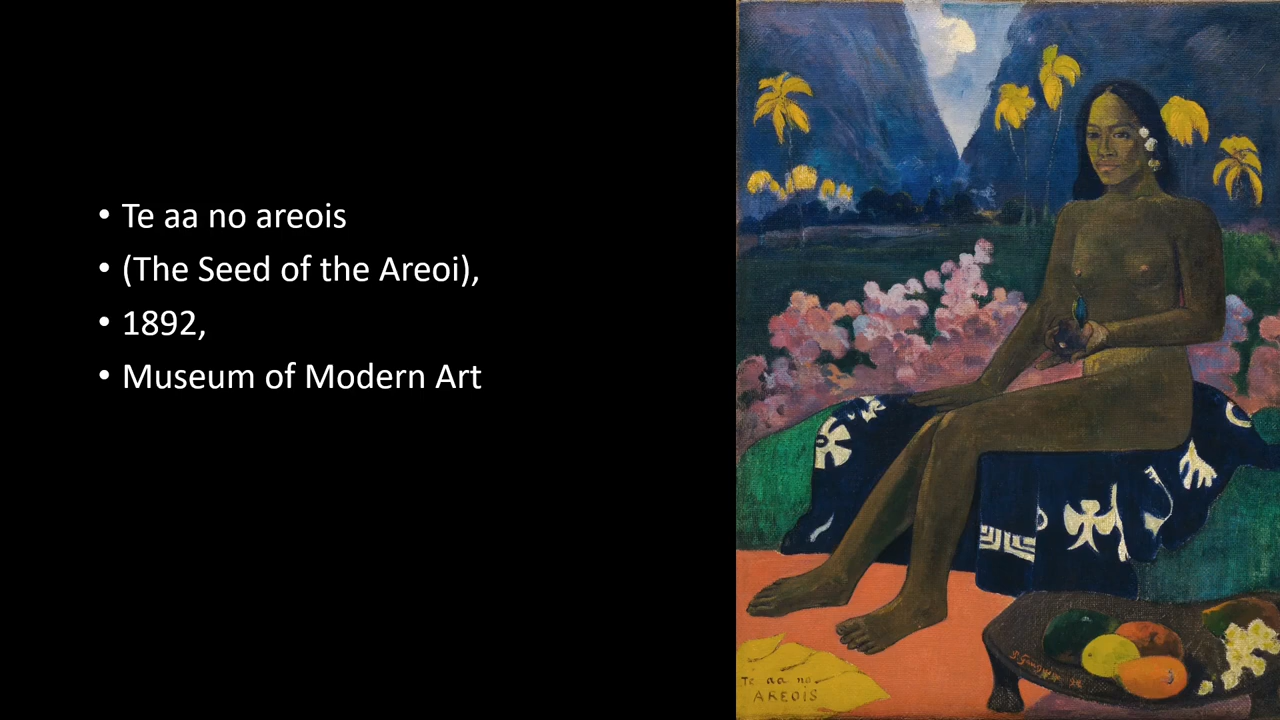 • Te aa no areois
• (The Seed of the Areoi),
• 1892,
• Museum of Modern Art
Te aa no
AREOIS